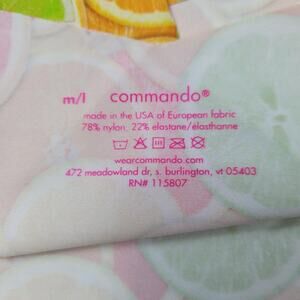 m/l commando®
made in the USA of European fabric
78% nylon, 22% elastane/élasthanne
wearcommando.com
472 meadowland dr, s. burlington, vt 05403
RN# 115807